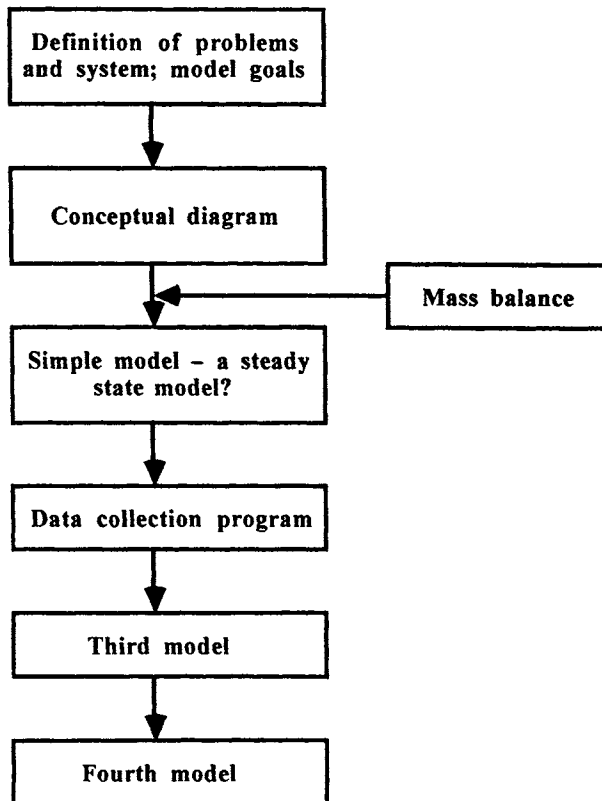 Definition of problems
and system; model goals
Conceptual diagram
Mass balance
Simple model – a steady
state model?
Data collection program
Third model
Fourth model